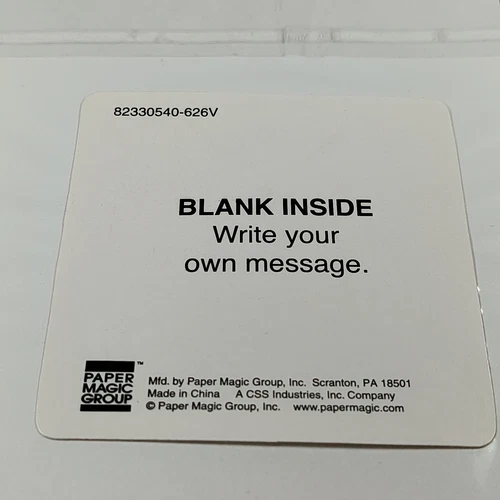 82330540-626V
BLANK INSIDE
Write your
own message.
PAPER
MAGIC
GROUP
™
Mfd. by Paper Magic Group, Inc. Scranton, PA 18501
Made in China A CSS Industries, Inc. Company
© Paper Magic Group, Inc. www.papermagic.com